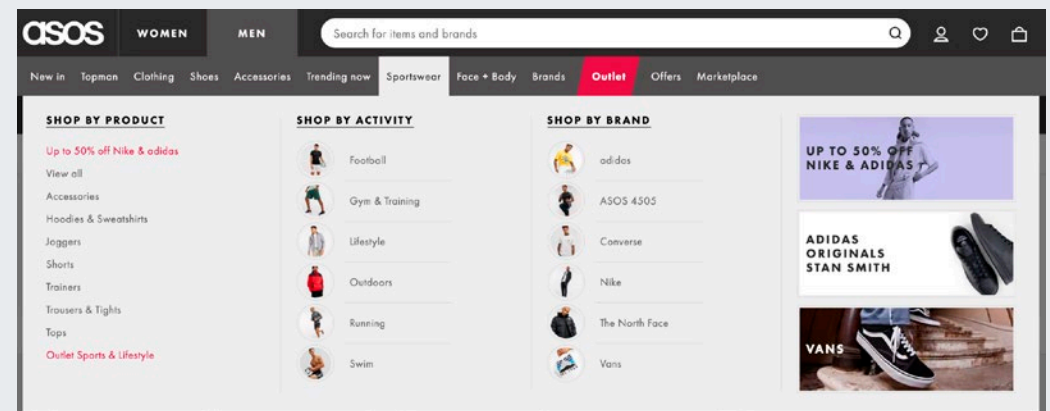 asos
WOMEN
MEN
Search for items and brands
New in Topman Clothing Shoes Accessories Trending now Sportswear Face + Body Brands Outlet Offers Marketplace
SHOP BY PRODUCT
Up to 50% off Nike & adidas
View all
Accessories
Hoodies & Sweatshirts
Joggers
Shorts
Trainers
Trousers & Tights
Tops
Outlet Sports & Lifestyle
SHOP BY ACTIVITY
Football
Gym & Training
Lifestyle
Outdoors
Running
Swim
SHOP BY BRAND
adidas
ASOS 4505
Converse
Nike
The North Face
Vans
UP TO 50% OFF
NIKE & ADIDAS
ADIDAS
ORIGINALS
STAN SMITH
VANS